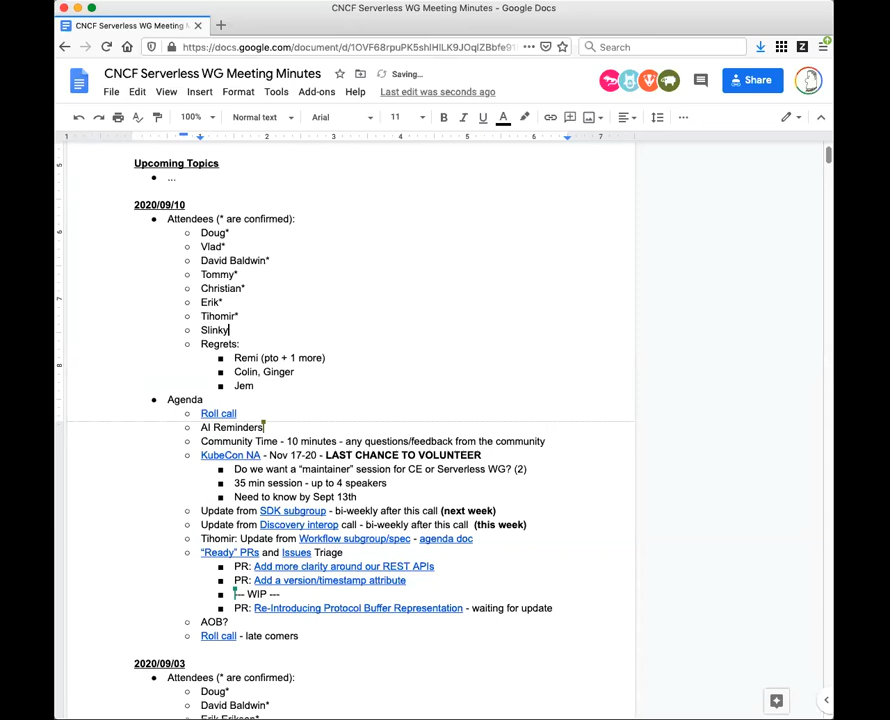 CNCF Serverless WG Meeting Minutes - Google Docs
CNCF Serverless WG Meeting
https://docs.google.com/document/d/
Search
CNCF Serverless WG Meeting Minutes
Saving...
File Edit View Insert Format Tools Add-ons Help Last edit was seconds ago
Share
100% Normal text Arial 11 B I U A
1 1 2 3 4 5 6 7
Upcoming Topics
...
2020/09/10
Attendees (* are confirmed):
Doug*
Vlad*
David Baldwin*
Tommy*
Christian*
Erik*
Tihomir*
Slinky
Regrets:
Remi (pto + 1 more)
Colin, Ginger
Jem
Agenda
Roll call
AI Reminders
Community Time - 10 minutes - any questions/feedback from the community
KubeCon NA - Nov 17-20 - LAST CHANCE TO VOLUNTEER
Do we want a “maintainer” session for CE or Serverless WG? (2)
35 min session - up to 4 speakers
Need to know by Sept 13th
Update from SDK subgroup - bi-weekly after this call (next week)
Update from Discovery interop call - bi-weekly after this call (this week)
Tihomir: Update from Workflow subgroup/spec - agenda doc
“Ready” PRs and Issues Triage
PR: Add more clarity around our REST APIs
PR: Add a version/timestamp attribute
--- WIP ---
PR: Re-Introducing Protocol Buffer Representation - waiting for update
AOB?
Roll call - late comers
2020/09/03
Attendees (* are confirmed):
Doug*
David Baldwin*